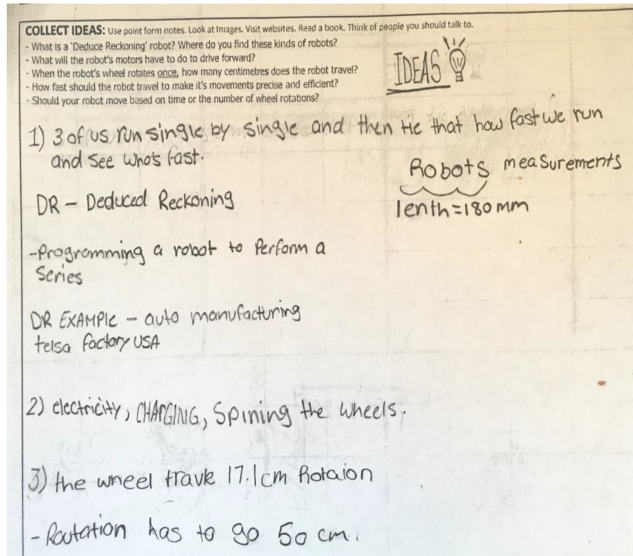 COLLECT IDEAS: Use point form notes. Look at Images. Visit websites. Read a book. Think of people you should talk to.
- What is a 'Deduce Reckoning' robot? Where do you find these kinds of robots?
- What will the robot's motors have to do to drive forward?
- When the robot's wheel rotates once, how many centimetres does the robot travel?
- How fast should the robot travel to make it's movements precise and efficient?
- Should your robot move based on time or the number of wheel rotations?
IDEAS
1) 3 of us run single by single and then tie that how fast we run
and see who's fast.
Robots measurements
lenth=180mm
DR - Deduced Reckoning
-Programming a robot to Perform a
Series
DR EXAMPlE - auto manufacturing
telsa factory USA
2) electricity, CHARGING, Spining the wheels.
3) the wheel travle 17.1cm Rotaion
- Routation has to go 50 cm.